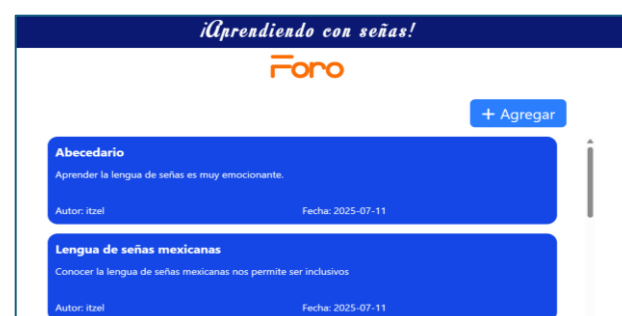 ¡Aprendiendo con señas!
Foro
+ Agregar
Abecedario
Aprender la lengua de señas es muy emocionante.
Autor: itzel Fecha: 2025-07-11
Lengua de señas mexicanas
Conocer la lengua de señas mexicanas nos permite ser inclusivos
Autor: itzel Fecha: 2025-07-11